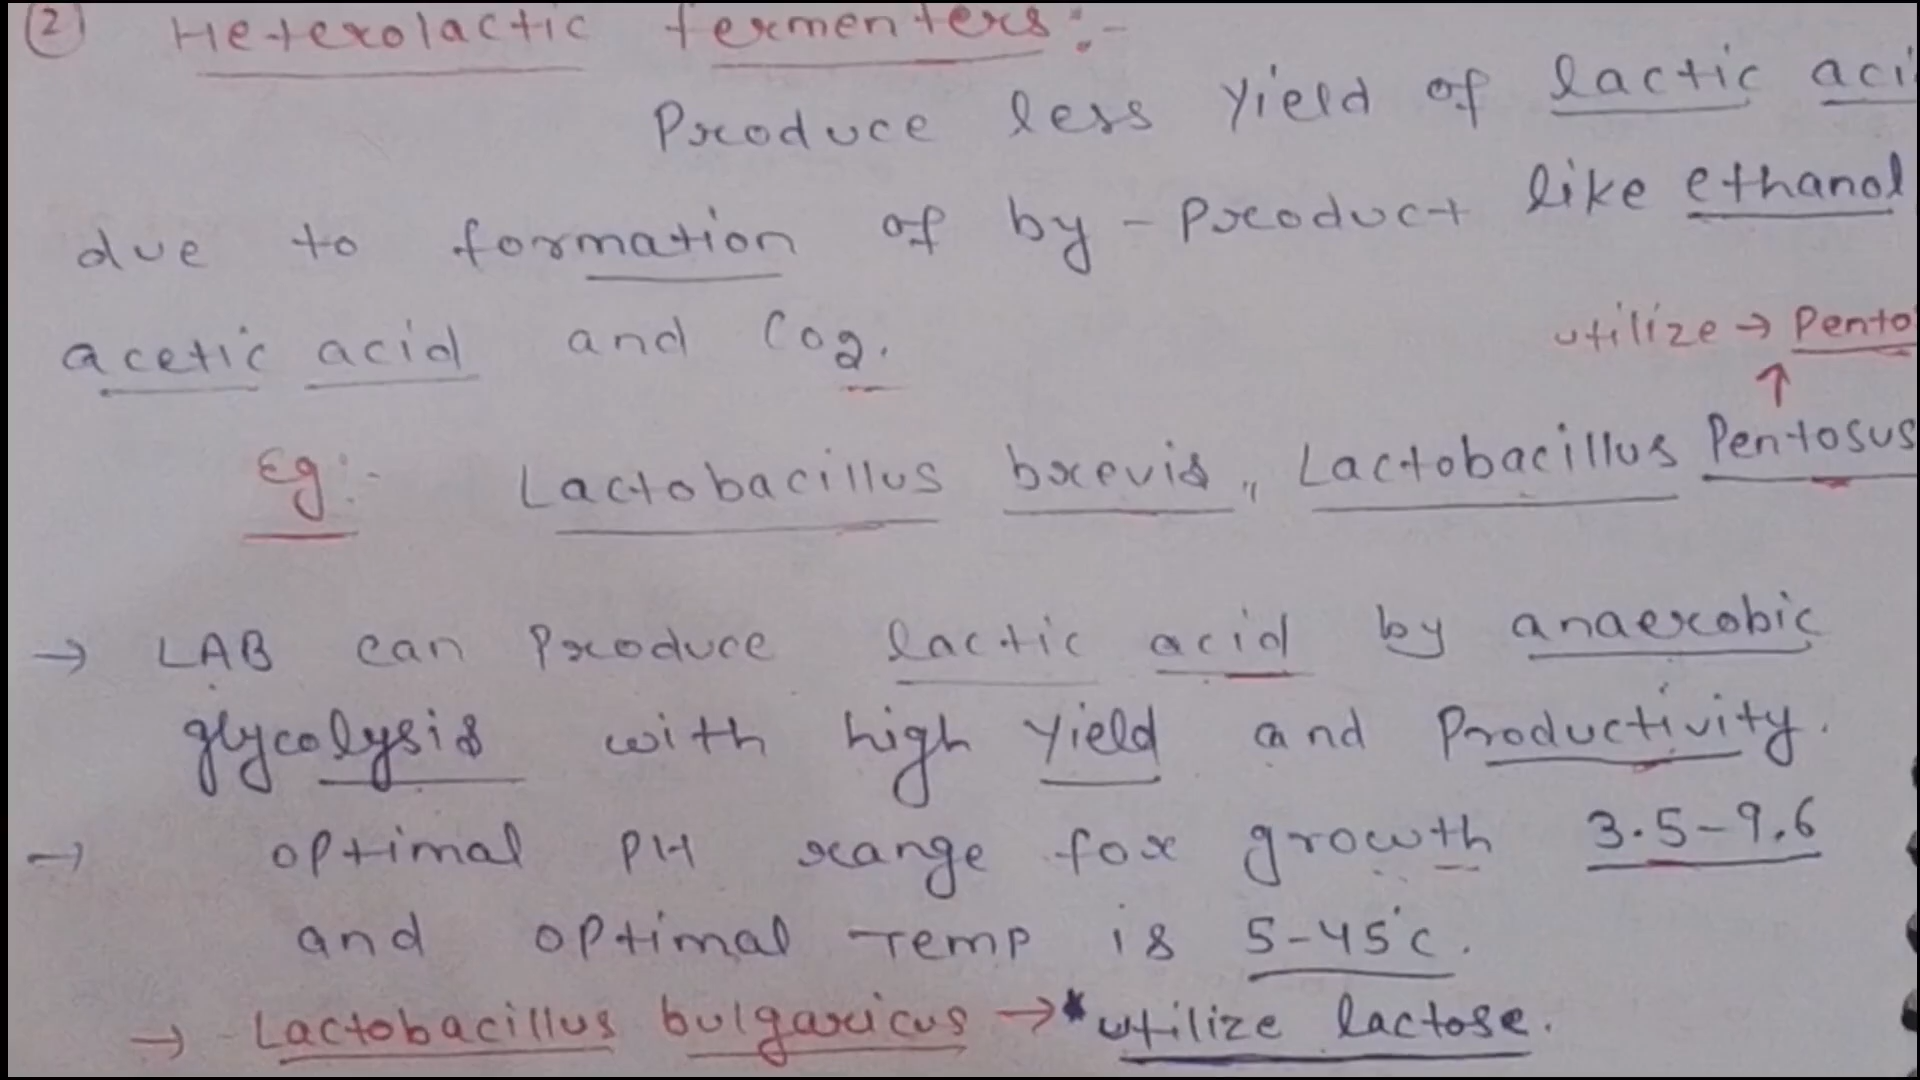 ② Heterolactic fermenters:-
Produce less Yield of lactic aci
due to formation of by-Product like ethanol
acetic acid and Co2.
utilize → Pento
↑
Eg:- Lactobacillus brevis, Lactobacillus Pentosus
→ LAB can Produce lactic acid by anaerobic
glycolysis with high Yield and Productivity.
→ optimal PH range for growth 3.5-9.6
and optimal Temp is 5-45°c.
→ Lactobacillus bulgaricus → *utilize lactose.